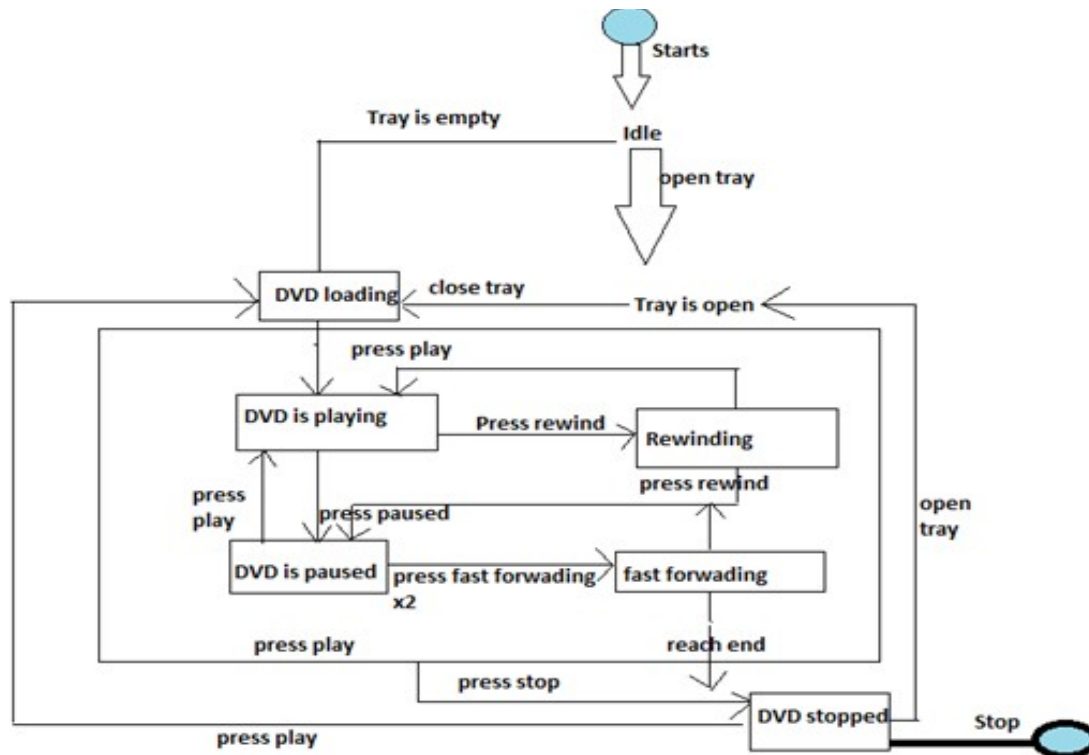 Starts
Tray is empty
Idle
open tray
DVD loading
close tray
Tray is open
press play
DVD is playing
Press rewind
Rewinding
press rewind
press
play
press paused
open
tray
DVD is paused
press fast forwading
x2
fast forwading
press play
reach end
press stop
DVD stopped
Stop
press play